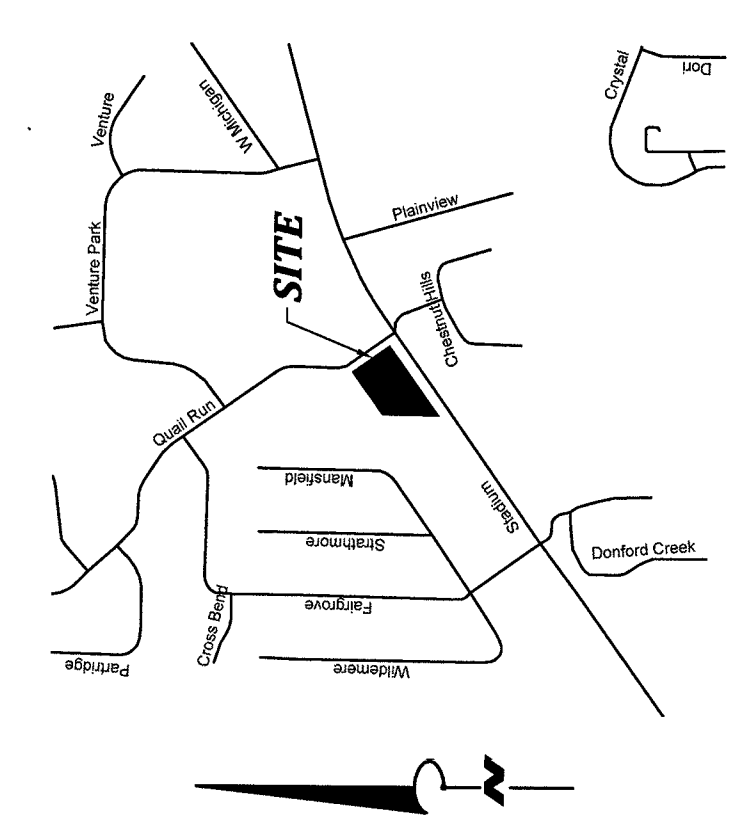 Crystal
Dori
Venture
W Michigan
Plainview
Venture Park
SITE
Chestnut Hills
Quail Run
Mansfield
Stadium
Strathmore
Donford Creek
Fairgrove
Cross Bend
Wildemere
Partridge
N